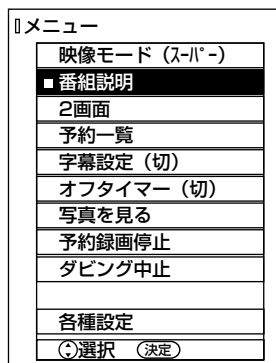 メニュー
映像モード（ｽｰﾊﾟｰ）
番組説明
2画面
予約一覧
字幕設定（切）
オフタイマー（切）
写真を見る
予約録画停止
ダビング中止
各種設定
選択 決定